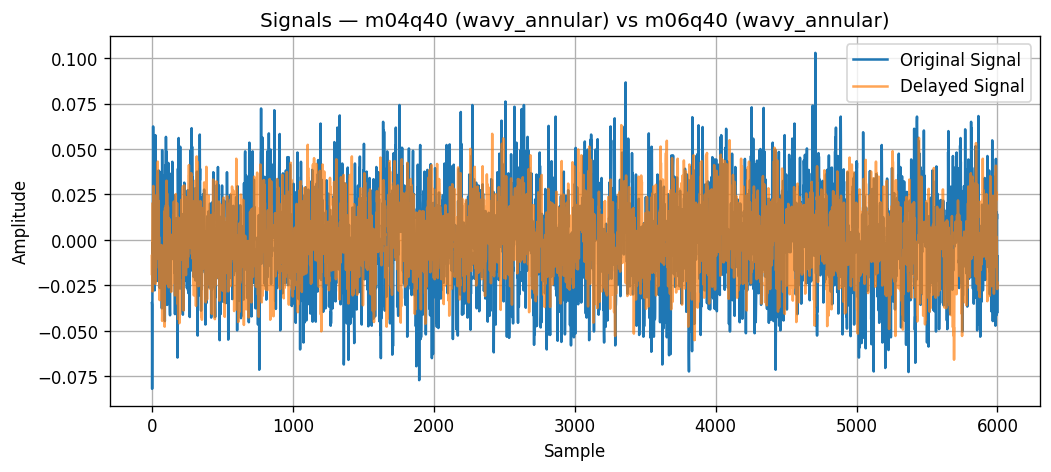 Signals — m04q40 (wavy_annular) vs m06q40 (wavy_annular)
Original Signal
Delayed Signal
Amplitude
0.100
0.075
0.050
0.025
0.000
−0.025
−0.050
−0.075
0 1000 2000 3000 4000 5000 6000
Sample